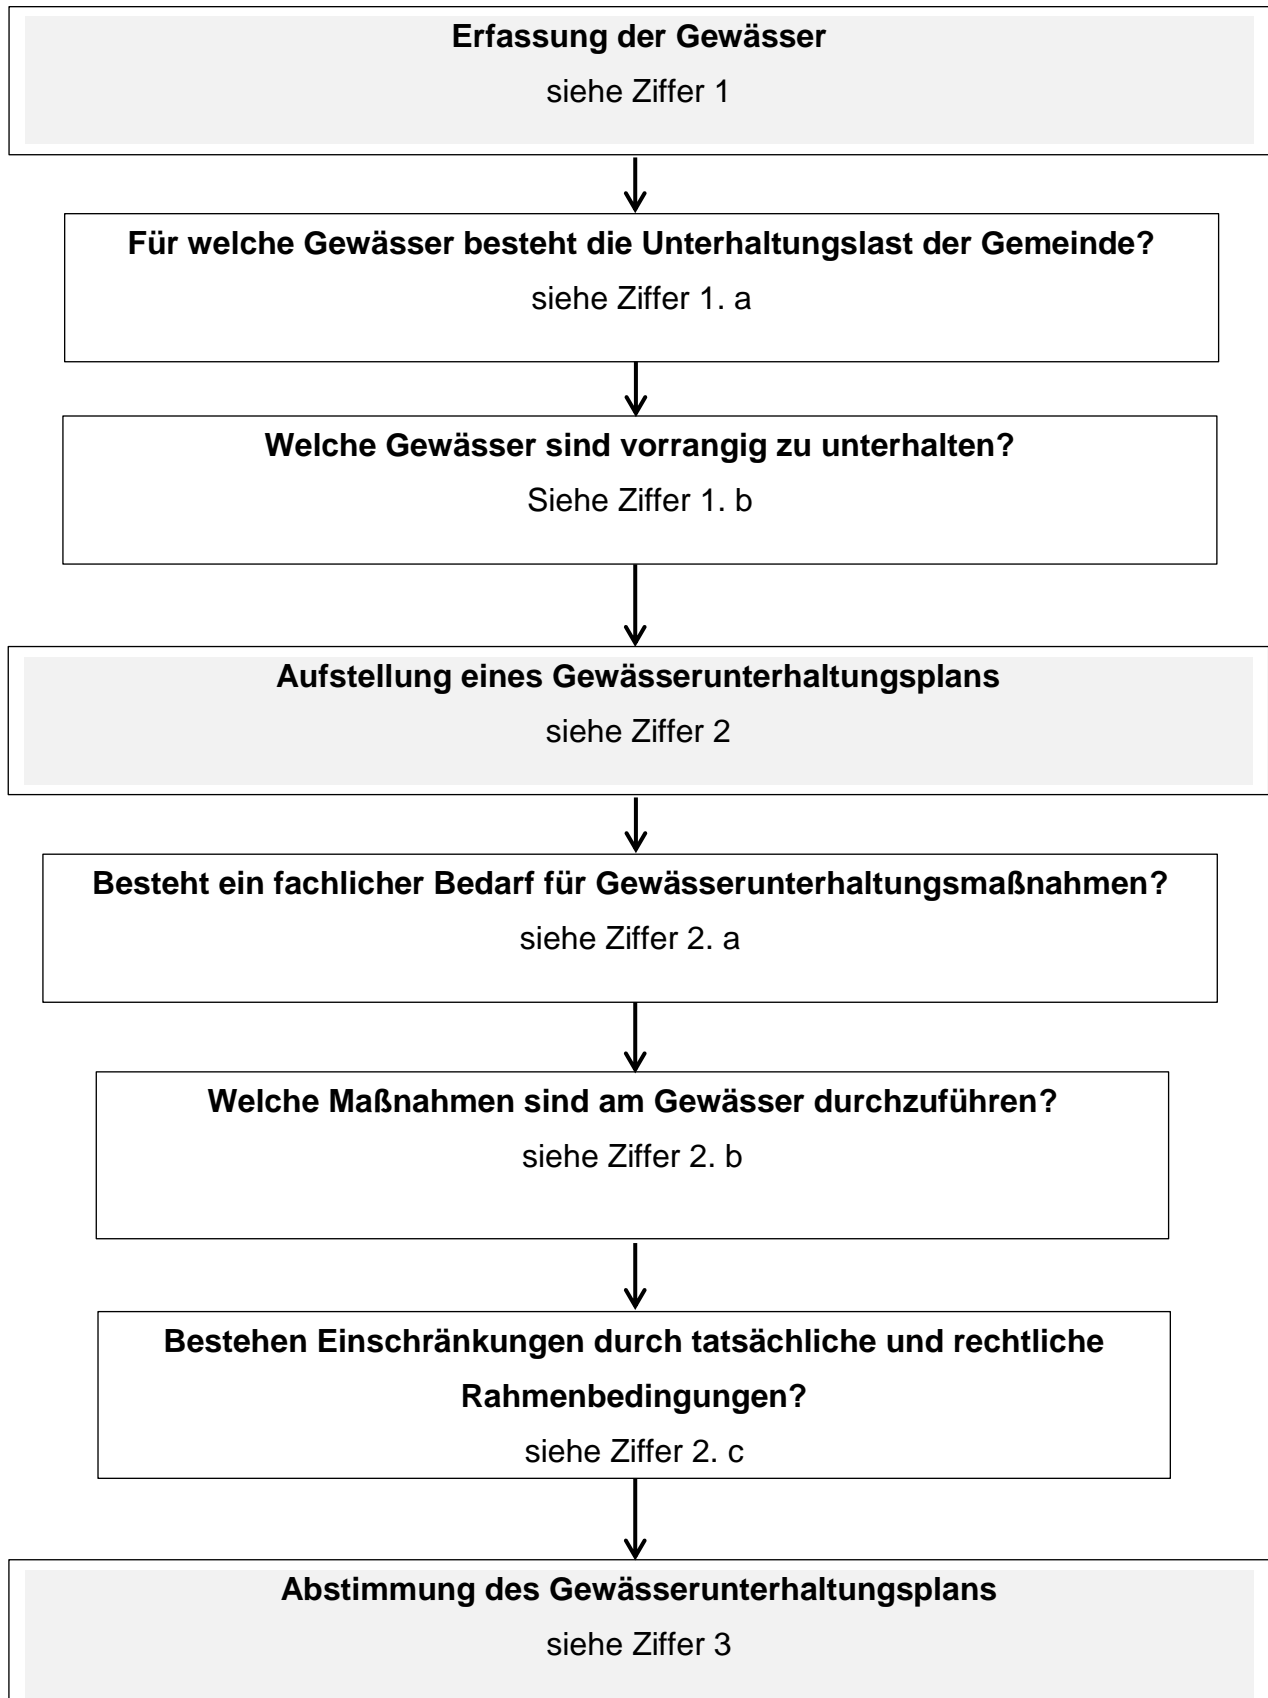 Erfassung der Gewässer
siehe Ziffer 1
Für welche Gewässer besteht die Unterhaltungslast der Gemeinde?
siehe Ziffer 1. a
Welche Gewässer sind vorrangig zu unterhalten?
Siehe Ziffer 1. b
Aufstellung eines Gewässerunterhaltungsplans
siehe Ziffer 2
Besteht ein fachlicher Bedarf für Gewässerunterhaltungsmaßnahmen?
siehe Ziffer 2. a
Welche Maßnahmen sind am Gewässer durchzuführen?
siehe Ziffer 2. b
Bestehen Einschränkungen durch tatsächliche und rechtliche
Rahmenbedingungen?
siehe Ziffer 2. c
Abstimmung des Gewässerunterhaltungsplans
siehe Ziffer 3